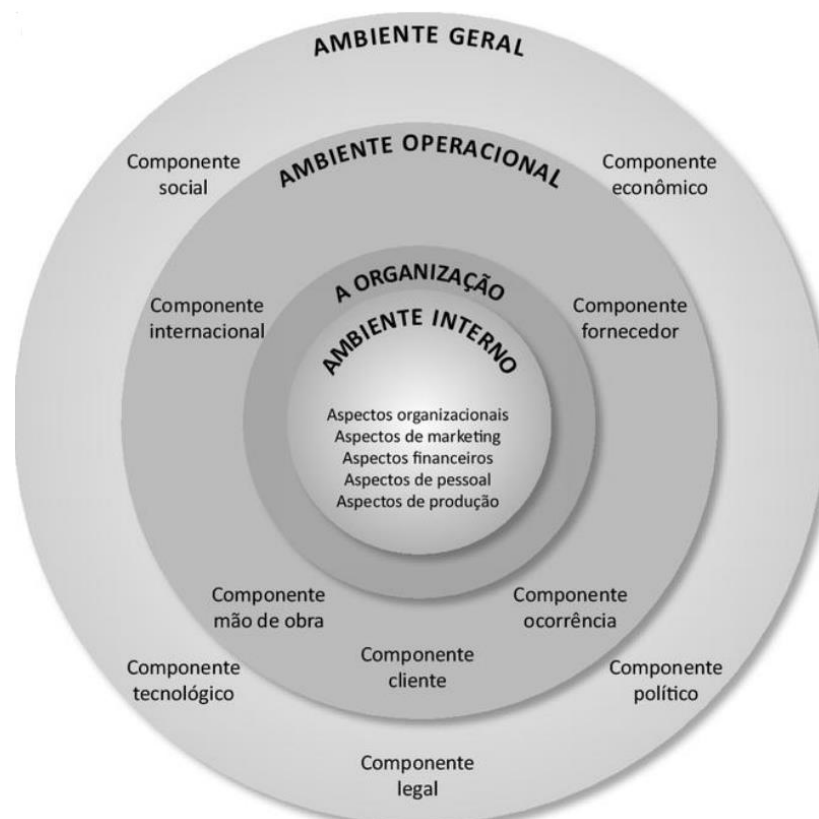 AMBIENTE GERAL
Componente
social
AMBIENTE OPERACIONAL
Componente
econômico
Componente
internacional
A ORGANIZAÇÃO
AMBIENTE INTERNO
Componente
fornecedor
Aspectos organizacionais
Aspectos de marketing
Aspectos financeiros
Aspectos de pessoal
Aspectos de produção
Componente
mão de obra
Componente
ocorrência
Componente
cliente
Componente
tecnológico
Componente
político
Componente
legal